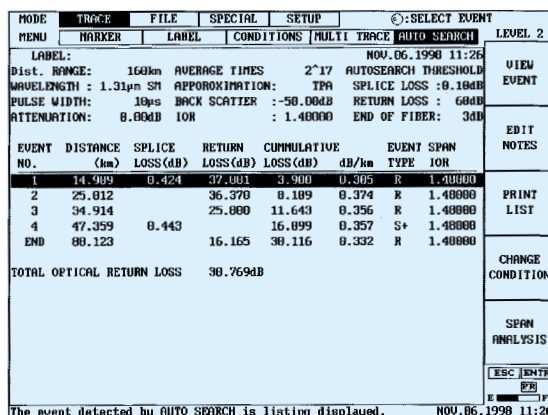 MODE TRACE FILE SPECIAL SETUP :SELECT EVENT
MENU MARKER LABEL CONDITIONS MULTI TRACE AUTO SEARCH LEVEL 2
LABEL: NOV.06.1998 11:26
Dist. RANGE: 160km AVERAGE TIMES 2^17 AUTOSEARCH THRESHOLD
WAVELENGTH : 1.31µm SM APPOROXIMATION: TPA SPLICE LOSS :0.10dB
PULSE WIDTH: 10µs BACK SCATTER :-50.00dB RETURN LOSS : 60dB
ATTENUATION: 0.00dB IOR : 1.48000 END OF FIBER: 3dB
EVENT DISTANCE SPLICE RETURN CUMMULATIVE EVENT SPAN
NO. (km) LOSS(dB) LOSS(dB) LOSS(dB) dB/km TYPE IOR
1 14.909 0.424 37.001 3.900 0.305 R 1.48000
2 25.012 36.370 8.109 0.374 R 1.48000
3 34.914 25.800 11.643 0.356 R 1.48000
4 47.359 0.443 16.099 0.357 S+ 1.48000
END 88.123 16.165 30.116 0.332 R 1.48000
TOTAL OPTICAL RETURN LOSS 30.769dB
The event detected by AUTO SEARCH is listing displayed. NOV.06.1998 11:26
VIEW
EVENT
EDIT
NOTES
PRINT
LIST
CHANGE
CONDITION
SPAN
ANALYSIS
ESC ENTR
PR
E F